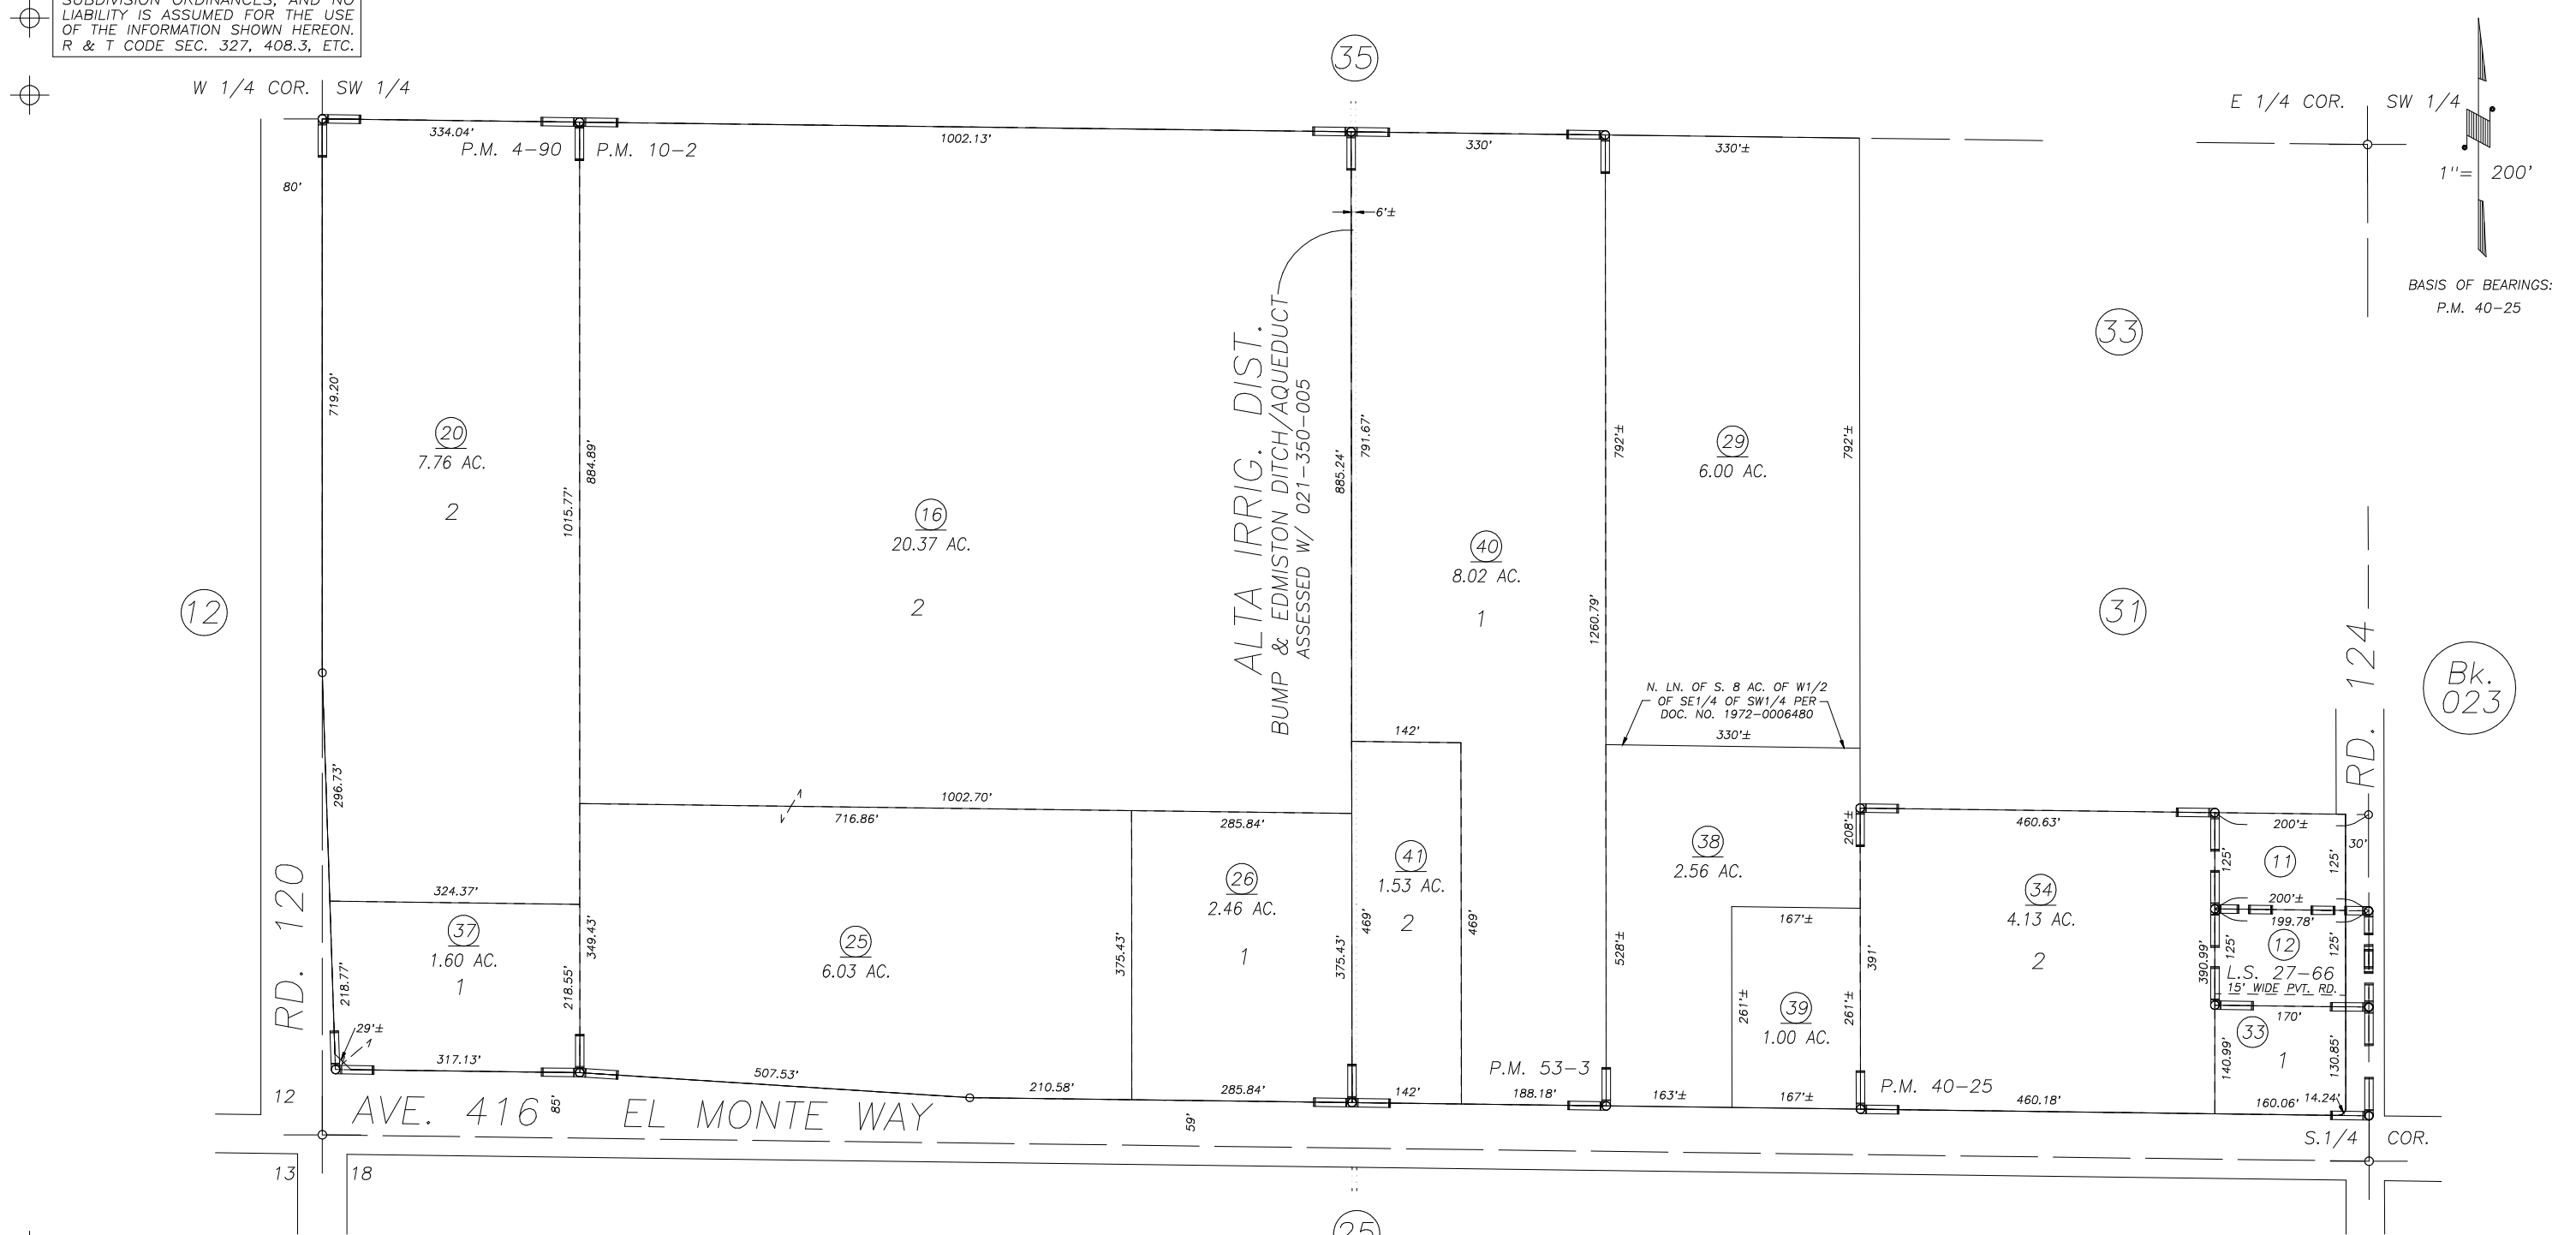 SUBDIVISION ORDINANCES, AND NO
LIABILITY IS ASSUMED FOR THE USE
OF THE INFORMATION SHOWN HEREON.
R & T CODE SEC. 327, 408.3, ETC.
35
W 1/4 COR. SW 1/4
E 1/4 COR. SW 1/4
334.04'
P.M. 4-90 P.M. 10-2
1002.13'
330'
330'±
1"= 200'
80'
6'±
BASIS OF BEARINGS:
P.M. 40-25
33
719.20'
20
7.76 AC.
2
884.89'
1015.77'
16
20.37 AC.
2
ALTA IRRIG. DIST.
BUMP & EDMISTON DITCH/AQUEDUCT
ASSESSED W/ 021-350-005
885.24'
791.67'
40
8.02 AC.
1
792'±
1260.79'
29
6.00 AC.
792'±
12
31
RD. 124
Bk.
023
N. LN. OF S. 8 AC. OF W1/2
OF SE1/4 OF SW1/4 PER
DOC. NO. 1972-0006480
330'±
142'
296.73'
1002.70'
1
716.86'
285.84'
208'±
460.63'
200'±
30'
125'
11
125'
324.37'
37
1.60 AC.
1
349.43'
218.55'
218.77'
25
6.03 AC.
375.43'
26
2.46 AC.
1
375.43'
41
1.53 AC.
2
469'
469'
528'±
38
2.56 AC.
167'±
261'±
39
1.00 AC.
261'±
391'
34
4.13 AC.
2
390.99'
200'±
199.78'
125'
12
125'
L.S. 27-66
15' WIDE PVT. RD.
170'
33
1
140.99'
130.85'
RD. 120
29'±
1
317.13'
507.53'
210.58'
285.84'
142'
P.M. 53-3
188.18'
163'±
167'±
P.M. 40-25
460.18'
160.06'
14.24'
12
AVE. 416 EL MONTE WAY
85'
59'
S.1/4 COR.
13 18
25